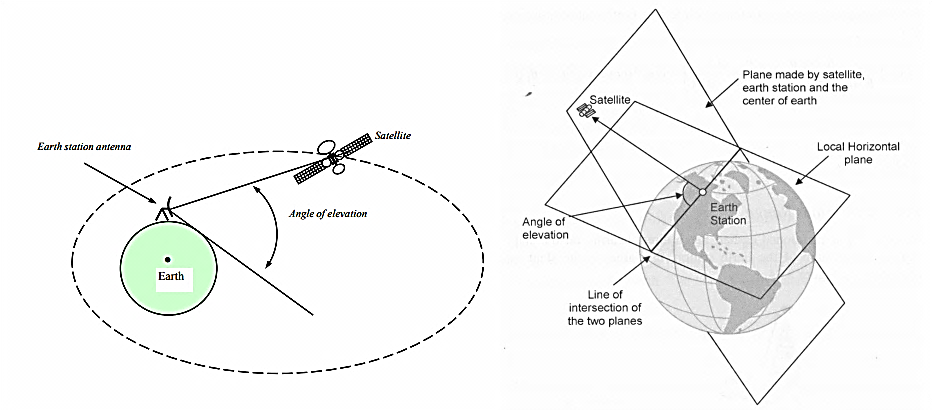 Earth station antenna
Satellite
Angle of elevation
Earth
Satellite
Plane made by satellite,
earth station and the
center of earth
Local Horizontal
plane
Earth
Station
Angle of
elevation
Line of
intersection of
the two planes